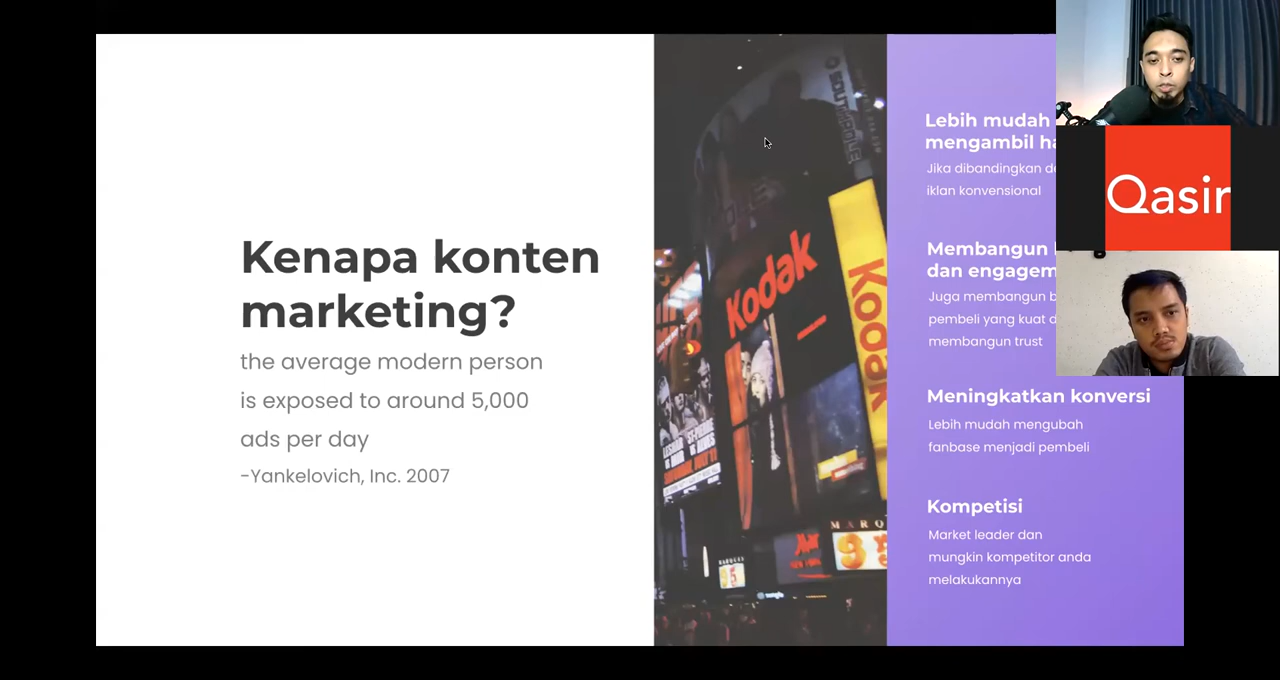 Kenapa konten
marketing?
the average modern person
is exposed to around 5,000
ads per day
-Yankelovich, Inc. 2007
Kodak
Kodak
Lebih mudah
mengambil
Jika dibandingkan
iklan konvensional
Membangun
dan
Juga membangun
pembeli yang kuat
membangun trust
Meningkatkan konversi
Lebih mudah mengubah
fanbase menjadi pembeli
Kompetisi
Market leader dan
mungkin kompetitor anda
melakukannya
Qasir